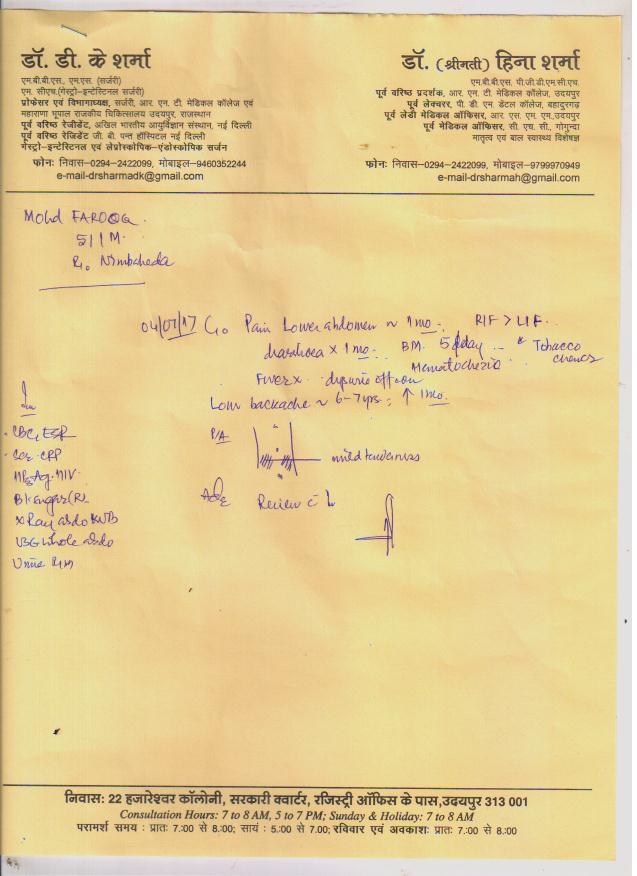 डॉ. डी. के शर्मा
एम.बी.बी.एस., एम.एस. (सर्जरी)
एम. सीएच.(गेस्ट्रो-इन्टेस्टिनल सर्जरी)
प्रोफेसर एवं विभागाध्यक्ष, सर्जरी, आर. एन. टी. मेडिकल कॉलेज एवं
महाराणा भूपाल राजकीय चिकित्सालय उदयपुर, राजस्थान
पूर्व वरिष्ठ रेजीडेंट, अखिल भारतीय आयुर्विज्ञान संस्थान, नई दिल्ली
पूर्व वरिष्ठ रेजिडेंट जी. बी. पन्त हॉस्पिटल नई दिल्ली
गेस्ट्रो-इन्टेस्टिनल एवं लेप्रोस्कोपिक-एंडोस्कोपिक सर्जन
फोनः निवास-0294-2422099, मोबाइल-9460352244
e-mail-drsharmadk@gmail.com
डॉ. (श्रीमती) हिना शर्मा
एम.बी.बी.एस. पी.जी.डी.एम.सी.एच.
पूर्व वरिष्ठ प्रदर्शक, आर. एन. टी. मेडिकल कॉलेज, उदयपुर
पूर्व लेक्चरर, पी. डी. एम. डेंटल कॉलेज, बहादुरगढ़
पूर्व लेडी मेडिकल ऑफिसर, आर. एस. एम. एम.उदयपुर
पूर्व मेडिकल ऑफिसर, सी. एच. सी., गोगुन्दा
मातृत्व एवं बाल स्वास्थ्य विशेषज्ञ
फोनः निवास-0294-2422099, मोबाइल-9799970949
e-mail-drsharmah@gmail.com
Mohd FAROOQ.
51/M.
R/o Nimbaheda
04/07/17 C/o Pain Lower abdomen ~ 1 mo. RIF > LIF.
diarrhoea x 1 mo. BM. 5-6/day Tobacco chewer
Hematochezia
Fever x. dysuria off on
Low backache ~ 6-7 yrs, ↑ 1 mo.
P/A mild tenderness
Adv Review c̄
CBC, ESR
Ser. CRP
HBsAg. HIV.
Bl sugar (R)
X Ray abdo KUB
USG whole abdo
Urine R/M
निवासः 22 हजारेश्वर कॉलोनी, सरकारी क्वार्टर, रजिस्ट्री ऑफिस के पास,उदयपुर 313 001
Consultation Hours: 7 to 8 AM, 5 to 7 PM; Sunday & Holiday: 7 to 8 AM
परामर्श समय : प्रातः 7.00 से 8.00; सायं : 5.00 से 7.00; रविवार एवं अवकाशः प्रातः 7.00 से 8.00